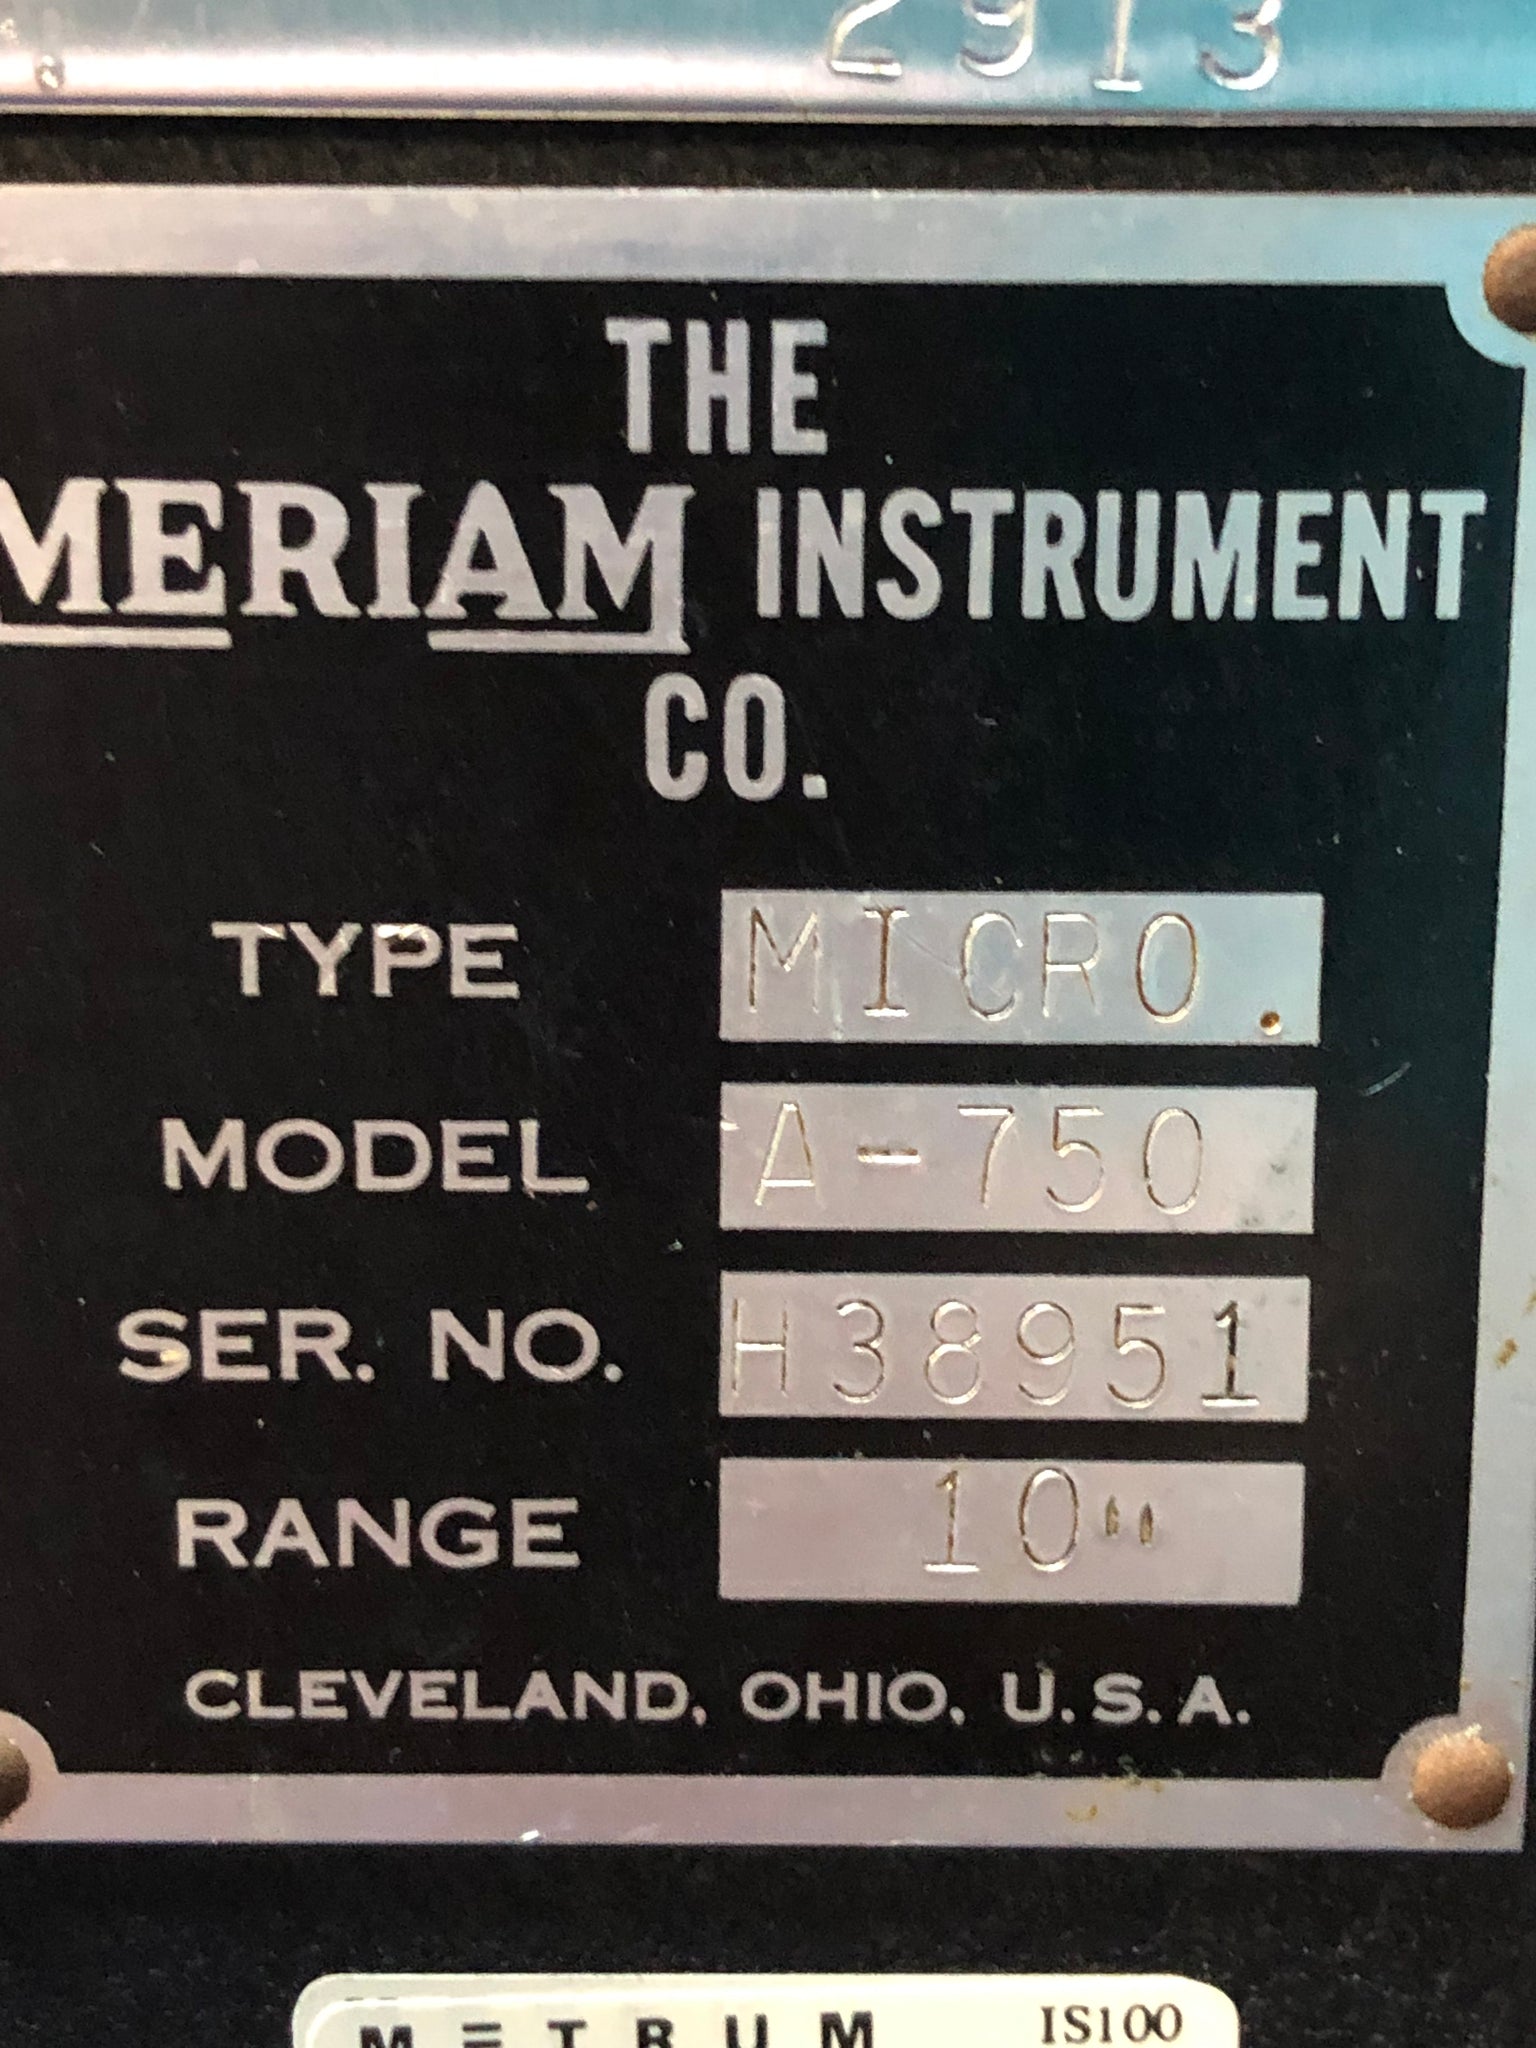 2913
THE
MERIAM INSTRUMENT
CO.
TYPE MICRO.
MODEL A-750
SER. NO. H38951
RANGE 10"
CLEVELAND, OHIO, U.S.A.
METRUM IS100